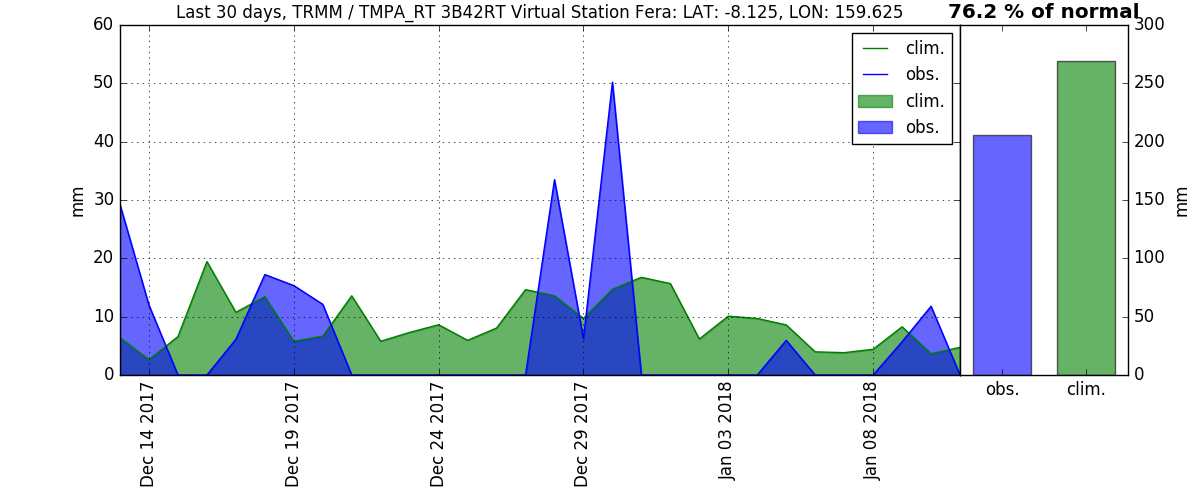 Last 30 days, TRMM / TMPA_RT 3B42RT Virtual Station Fera: LAT: -8.125, LON: 159.625
76.2 % of normal
60
50
40
30
20
10
0
mm
clim.
obs.
clim.
obs.
Dec 14 2017
Dec 19 2017
Dec 24 2017
Dec 29 2017
Jan 03 2018
Jan 08 2018
300
250
200
150
100
50
0
mm
obs.
clim.